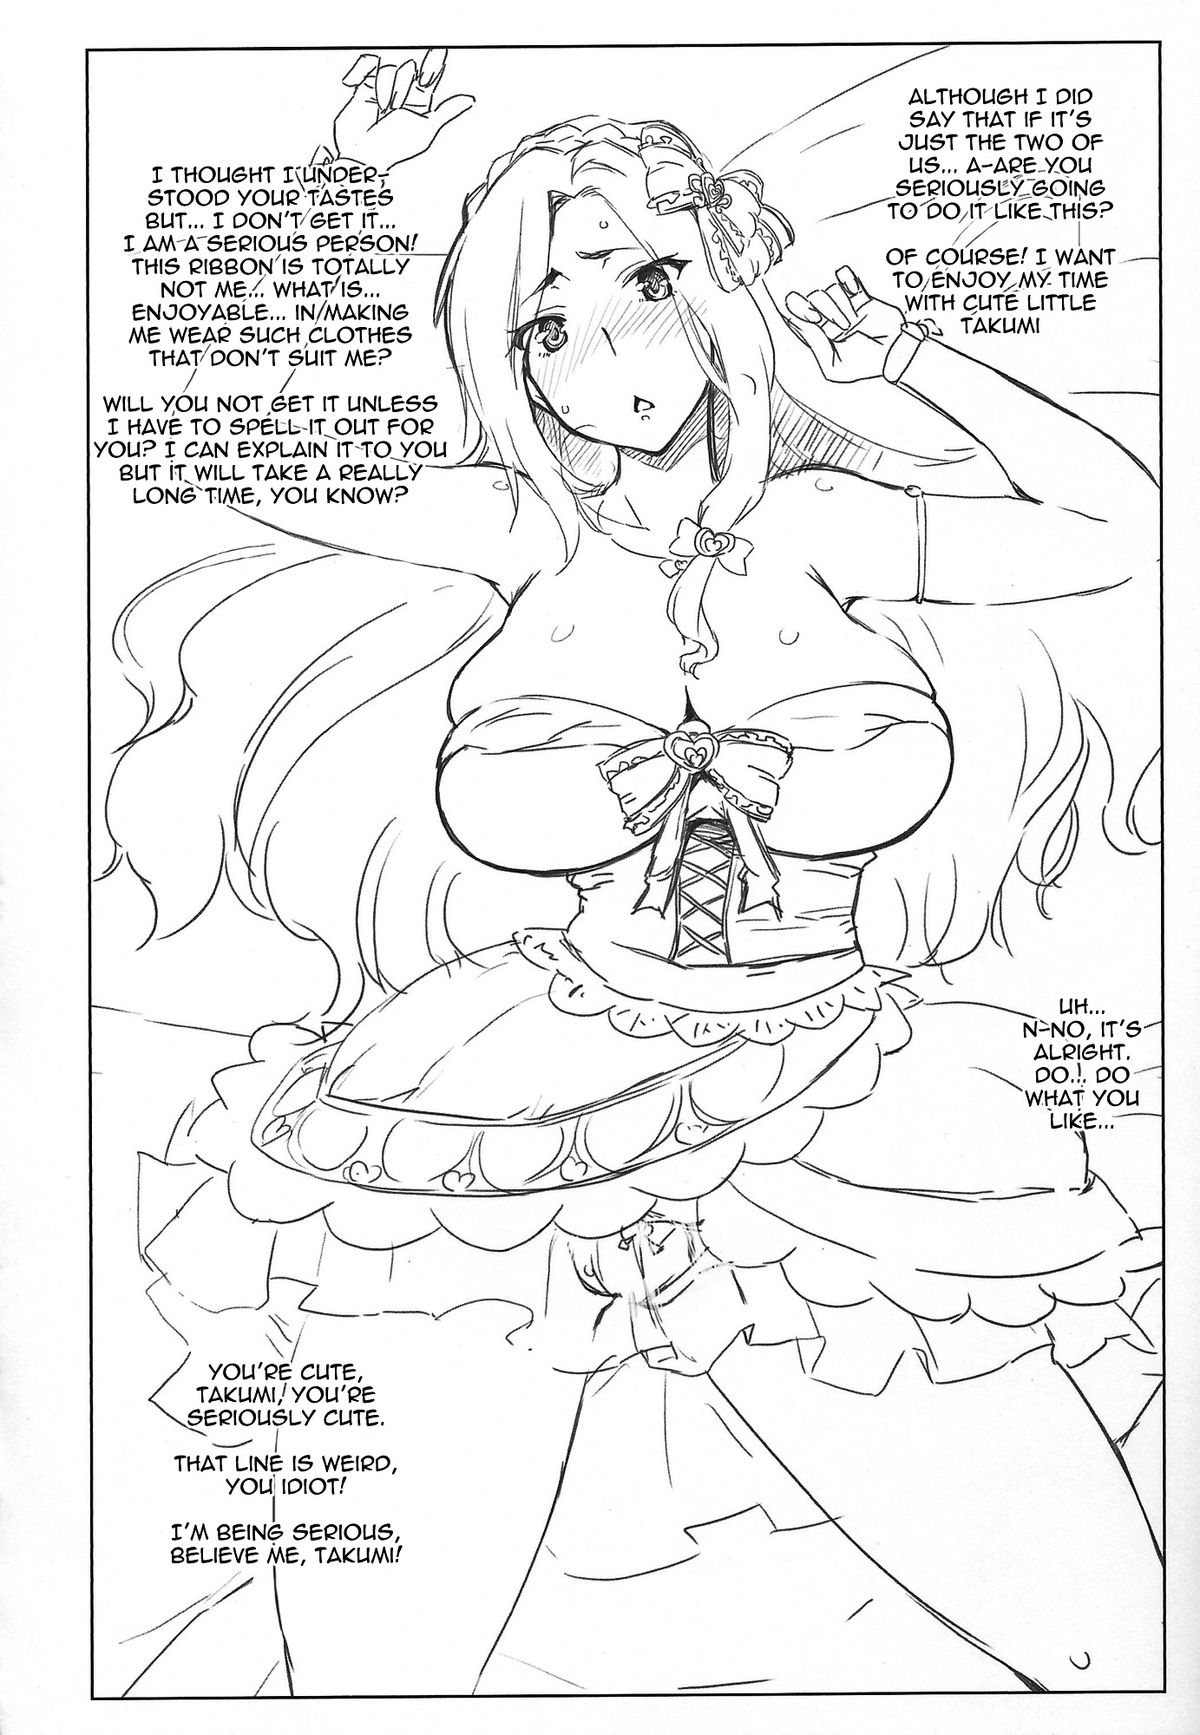 ALTHOUGH I DID
SAY THAT IF IT'S
JUST THE TWO OF
US... A-ARE YOU
SERIOUSLY GOING
TO DO IT LIKE THIS?
OF COURSE! I WANT
TO ENJOY MY TIME
WITH CUTE LITTLE
TAKUMI
I THOUGHT I UNDER-
STOOD YOUR TASTES
BUT... I DON'T GET IT...
I AM A SERIOUS PERSON!
THIS RIBBON IS TOTALLY
NOT ME... WHAT IS...
ENJOYABLE... IN MAKING
ME WEAR SUCH CLOTHES
THAT DON'T SUIT ME?
WILL YOU NOT GET IT UNLESS
I HAVE TO SPELL IT OUT FOR
YOU? I CAN EXPLAIN IT TO YOU
BUT IT WILL TAKE A REALLY
LONG TIME, YOU KNOW?
UH...
N-NO, IT'S
ALRIGHT.
DO... DO
WHAT YOU
LIKE...
YOU'RE CUTE,
TAKUMI, YOU'RE
SERIOUSLY CUTE.
THAT LINE IS WEIRD,
YOU IDIOT!
I'M BEING SERIOUS,
BELIEVE ME, TAKUMI!